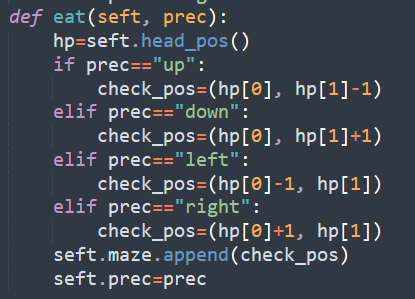 def eat(seft, prec):
    hp=seft.head_pos()
    if prec=="up":
        check_pos=(hp[0], hp[1]-1)
    elif prec=="down":
        check_pos=(hp[0], hp[1]+1)
    elif prec=="left":
        check_pos=(hp[0]-1, hp[1])
    elif prec=="right":
        check_pos=(hp[0]+1, hp[1])
    seft.maze.append(check_pos)
    seft.prec=prec